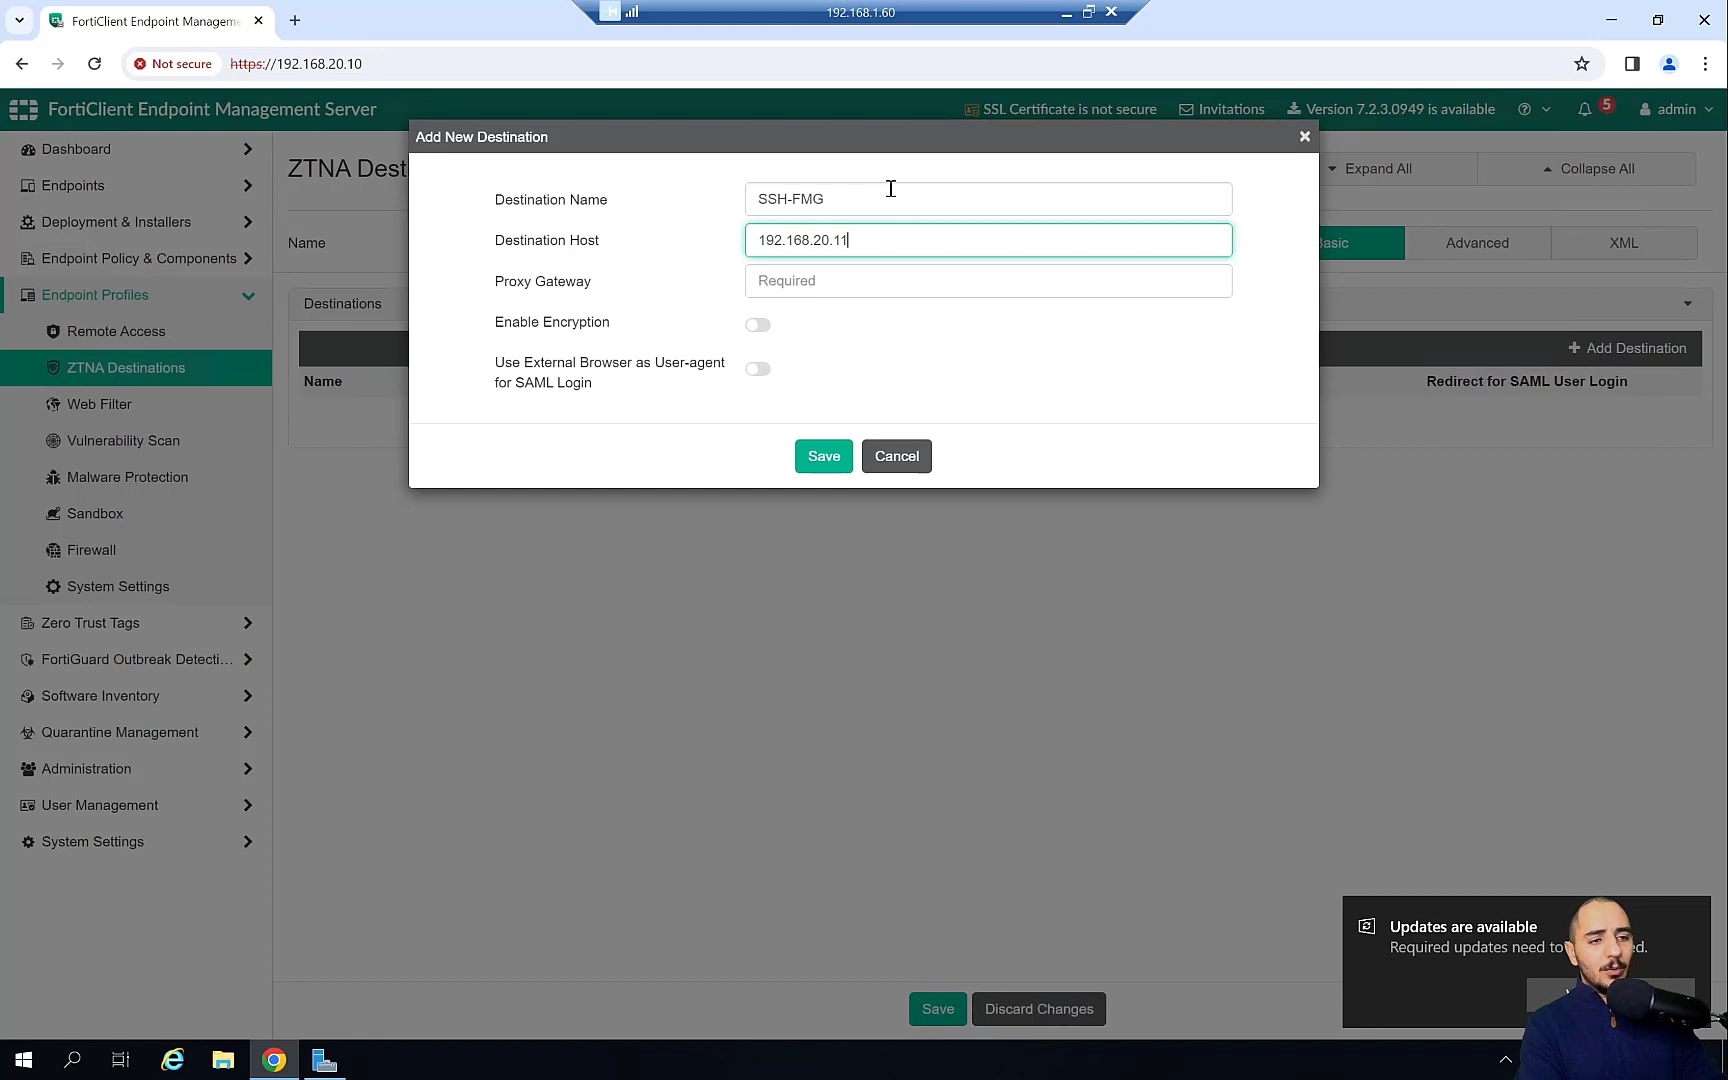 FortiClient Endpoint Manageme
192.168.1.60
Not secure
https://192.168.20.10
FortiClient Endpoint Management Server
SSL Certificate is not secure
Invitations
Version 7.2.3.0949 is available
5
admin
Dashboard
Endpoints
Deployment & Installers
Endpoint Policy & Components
Endpoint Profiles
Remote Access
ZTNA Destinations
Web Filter
Vulnerability Scan
Malware Protection
Sandbox
Firewall
System Settings
Zero Trust Tags
FortiGuard Outbreak Detecti...
Software Inventory
Quarantine Management
Administration
User Management
System Settings
ZTNA Dest
Expand All
Collapse All
Name
Basic
Advanced
XML
Destinations
Add Destination
Name
Redirect for SAML User Login
Add New Destination
Destination Name
SSH-FMG
Destination Host
192.168.20.11
Proxy Gateway
Required
Enable Encryption
Use External Browser as User-agent
for SAML Login
Save
Cancel
Save
Discard Changes
Updates are available
Required updates need to